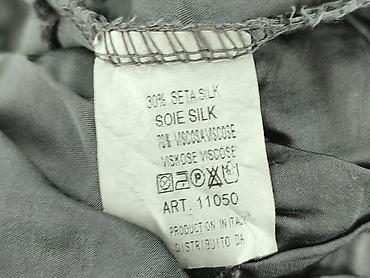 30% SETA SILK
SOIE SILK
70% VISCOSA VISCOSE
VISKOSE VISCOSE
ART. 11050
PRODUCTION IN ITALY
DISTRIBUITO DA